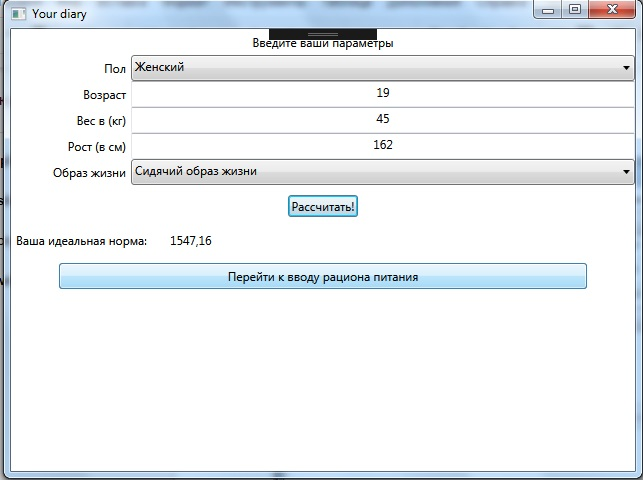 Your diary
Введите ваши параметры
Пол Женский
Возраст 19
Вес в (кг) 45
Рост (в см) 162
Образ жизни Сидячий образ жизни
Рассчитать!
Ваша идеальная норма: 1547,16
Перейти к вводу рациона питания